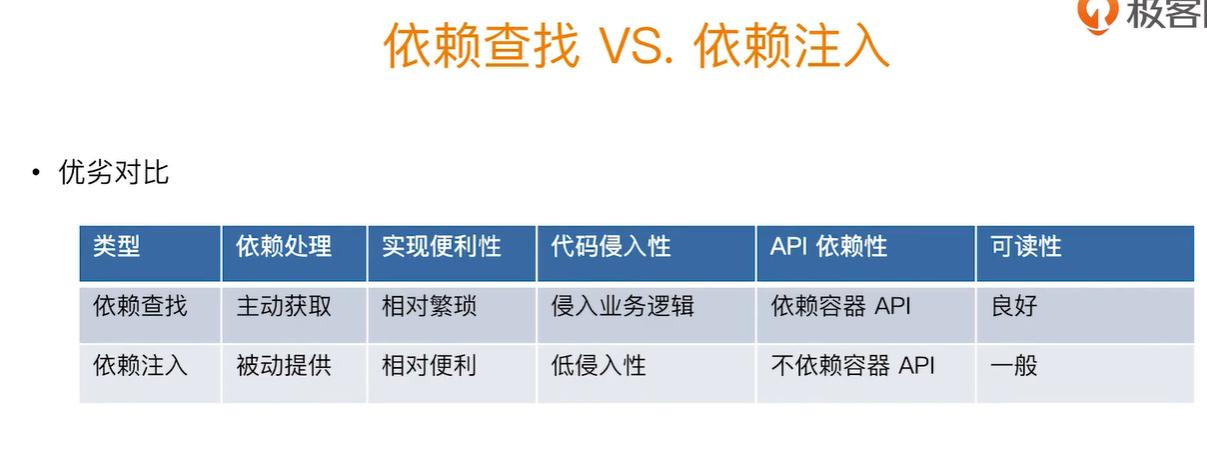 极客
依赖查找 VS. 依赖注入
• 优劣对比
类型 依赖处理 实现便利性 代码侵入性 API 依赖性 可读性
依赖查找 主动获取 相对繁琐 侵入业务逻辑 依赖容器 API 良好
依赖注入 被动提供 相对便利 低侵入性 不依赖容器 API 一般